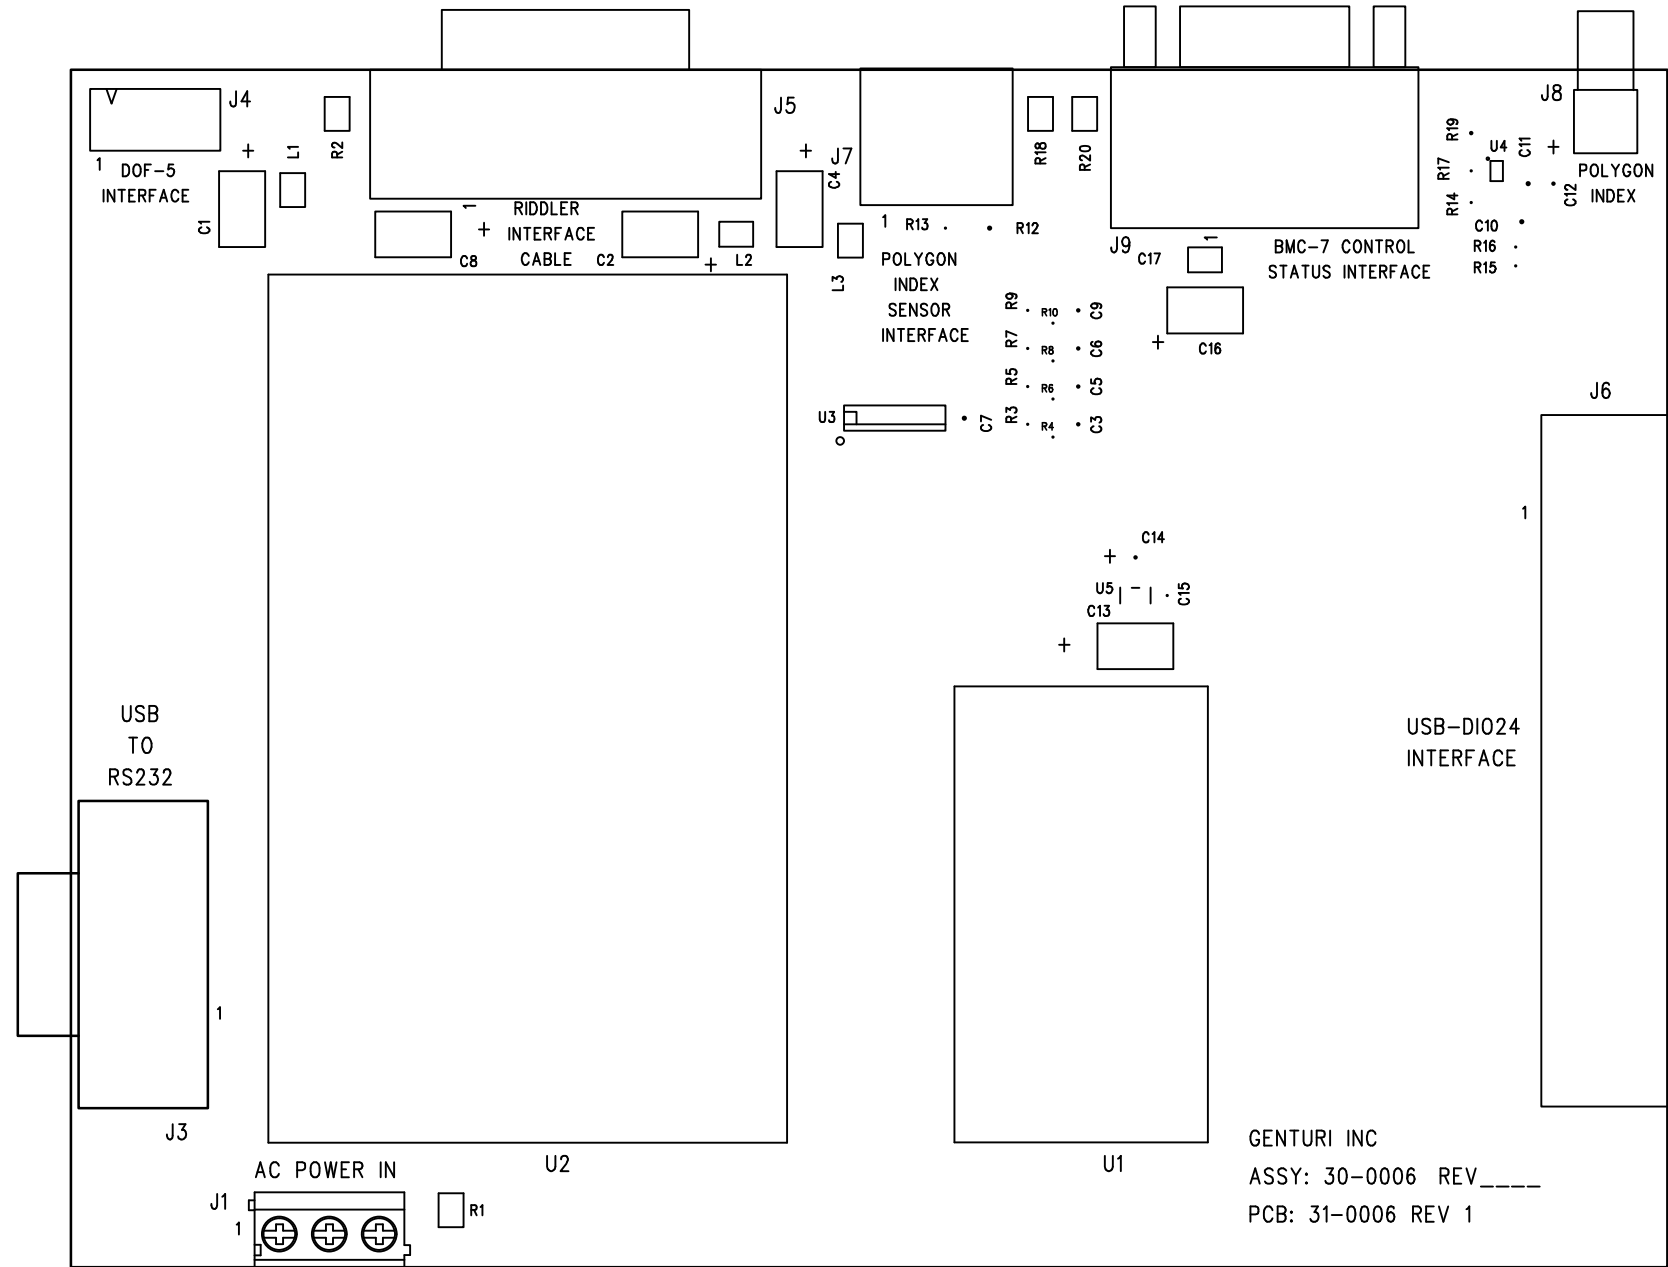 J4
1
DOF-5
INTERFACE
C1
L1
R2
J5
1
RIDDLER
INTERFACE
CABLE
C8
C2
L2
J7
C4
L3
1
R13
R12
POLYGON
INDEX
SENSOR
INTERFACE
R18
R20
J9
1
C17
BMC-7 CONTROL
STATUS INTERFACE
C16
J8
R19
R17
R14
U4
C11
C12
C10
R16
R15
POLYGON
INDEX
R9
R10
C9
R7
R8
C6
R5
R6
C5
R3
R4
C3
U3
C7
J6
1
C14
U5
C15
C13
USB
TO
RS232
1
J3
USB-DIO24
INTERFACE
U2
U1
AC POWER IN
J1
1
R1
GENTURI INC
ASSY: 30-0006 REV____
PCB: 31-0006 REV 1